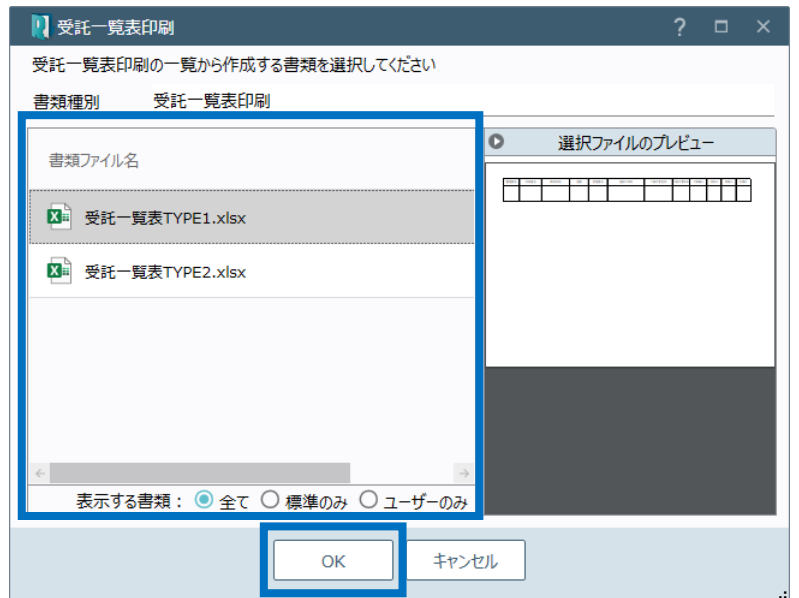 受託一覧表印刷
受託一覧表印刷の一覧から作成する書類を選択してください
書類種別 受託一覧表印刷
書類ファイル名
選択ファイルのプレビュー
受託一覧表TYPE1.xlsx
受託一覧表TYPE2.xlsx
表示する書類： 全て 標準のみ ユーザーのみ
OK キャンセル